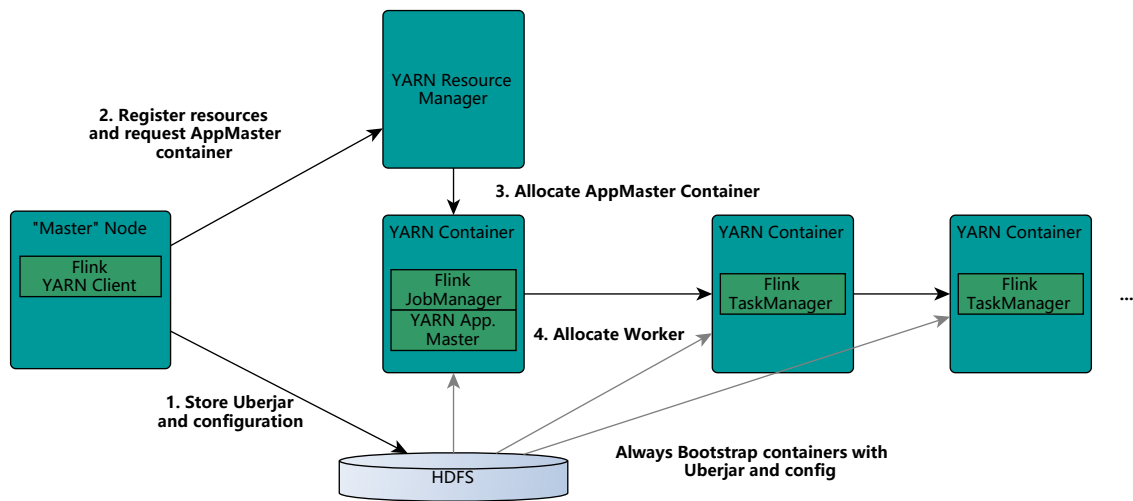 YARN Resource
Manager
2. Register resources
and request AppMaster
container
3. Allocate AppMaster Container
"Master" Node
Flink
YARN Client
YARN Container
Flink
JobManager
YARN App.
Master
YARN Container
Flink
TaskManager
YARN Container
Flink
TaskManager
...
4. Allocate Worker
1. Store Uberjar
and configuration
HDFS
Always Bootstrap containers with
Uberjar and config